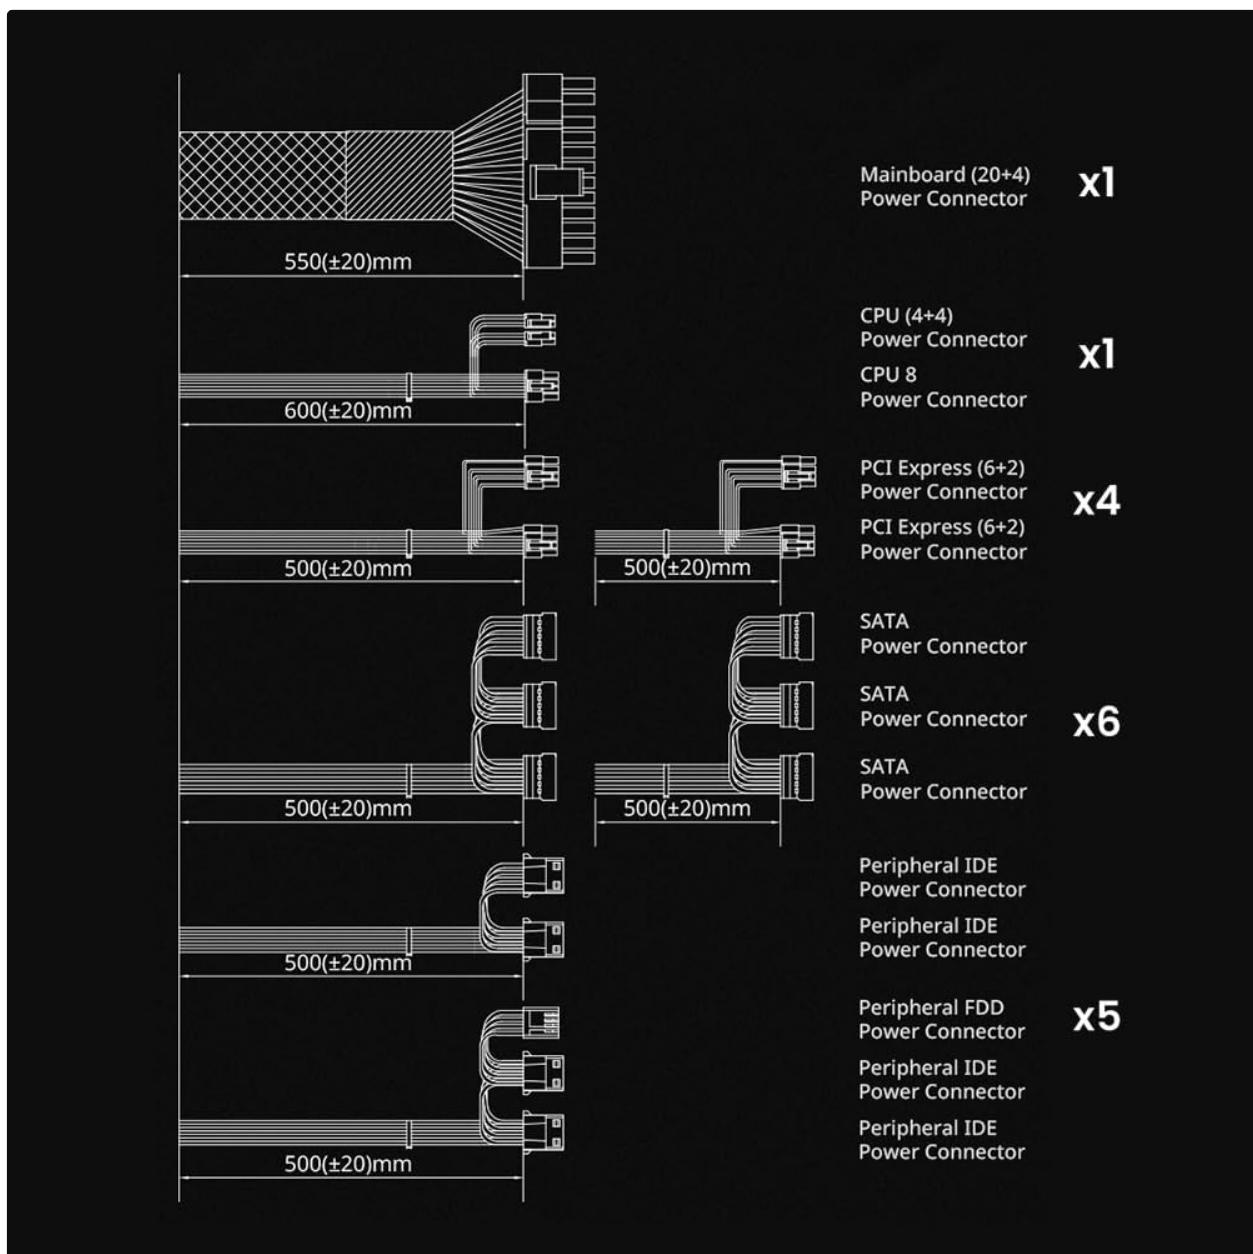 Mainboard (20+4)
Power Connector
x1
550(±20)mm
CPU (4+4)
Power Connector
x1
CPU 8
Power Connector
600(±20)mm
PCI Express (6+2)
Power Connector
x4
PCI Express (6+2)
Power Connector
500(±20)mm
500(±20)mm
SATA
Power Connector
SATA
Power Connector
x6
SATA
Power Connector
500(±20)mm
500(±20)mm
Peripheral IDE
Power Connector
Peripheral IDE
Power Connector
500(±20)mm
Peripheral FDD
Power Connector
x5
Peripheral IDE
Power Connector
Peripheral IDE
Power Connector
500(±20)mm